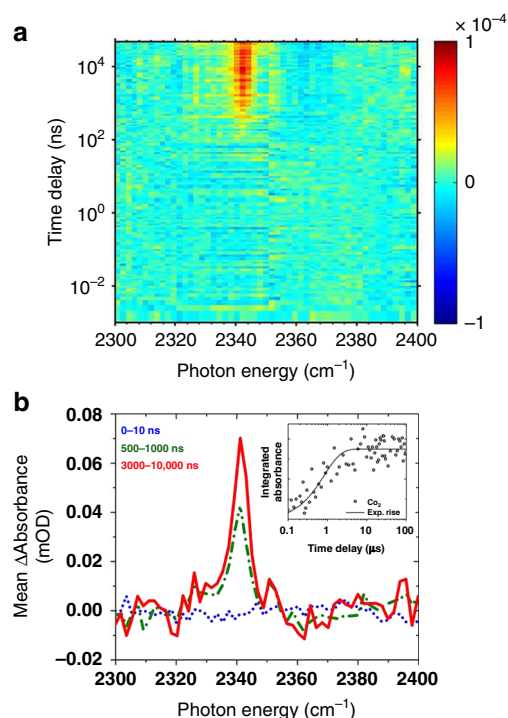 a
× 10⁻⁴
Time delay (ns)
10⁴
10²
10⁰
10⁻²
1
0
–1
2300 2320 2340 2360 2380 2400
Photon energy (cm⁻¹)
b
Mean ΔAbsorbance
(mOD)
0.08
0.06
0.04
0.02
0.00
–0.02
0–10 ns
500–1000 ns
3000–10,000 ns
Integrated
absorbance
Co₂
Exp. rise
0.1 1 10 100
Time delay (μs)
2300 2320 2340 2360 2380 2400
Photon energy (cm⁻¹)